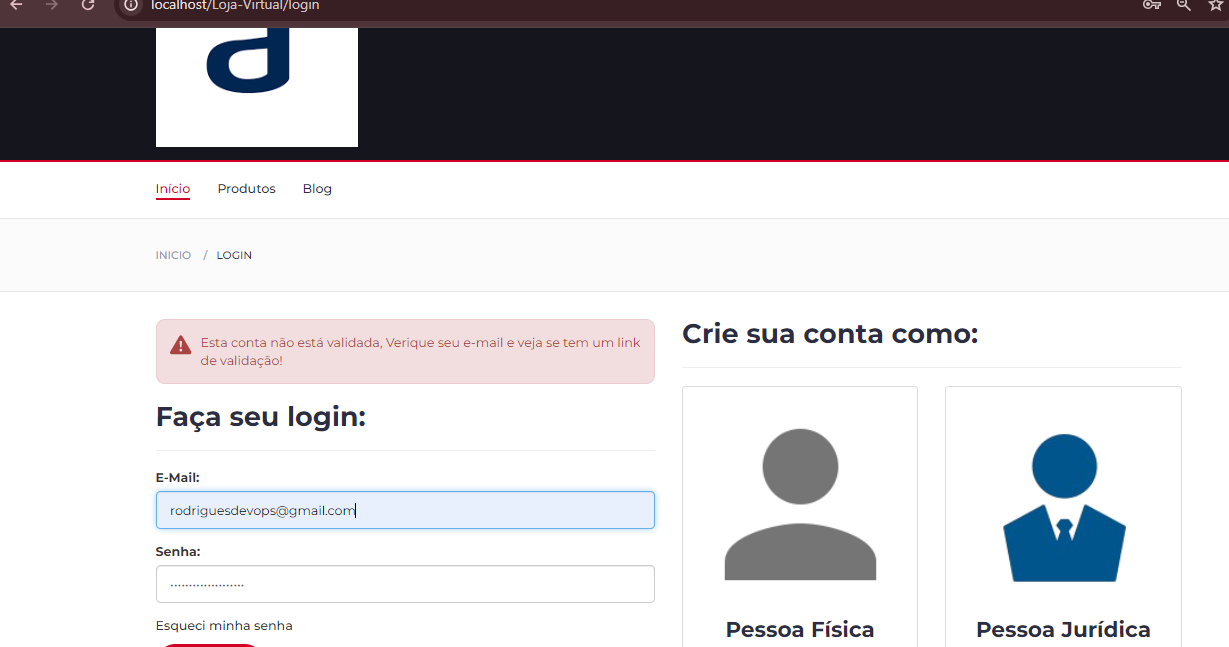 localhost/Loja-Virtual/login
a
Início Produtos Blog
INICIO / LOGIN
Esta conta não está validada, Verique seu e-mail e veja se tem um link
de validação!
Faça seu login:
E-Mail:
rodriguesdevops@gmail.com
Senha:
Esqueci minha senha
Crie sua conta como:
Pessoa Física
Pessoa Jurídica